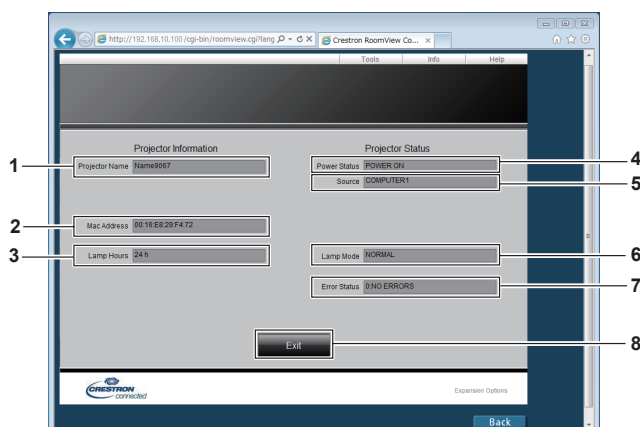 http://192.168.10.100/cgi-bin/roomview.cgi?lang
Crestron RoomView Co...
Tools Info Help
Projector Information Projector Status
1 Projector Name Name9067
Power Status POWER ON 4
Source COMPUTER1 5
2 Mac Address 00:16:E8:29:F4:72
3 Lamp Hours 24 h
Lamp Mode NORMAL 6
Error Status 0:NO ERRORS 7
Exit 8
CRESTRON connected
Expansion Options
Back